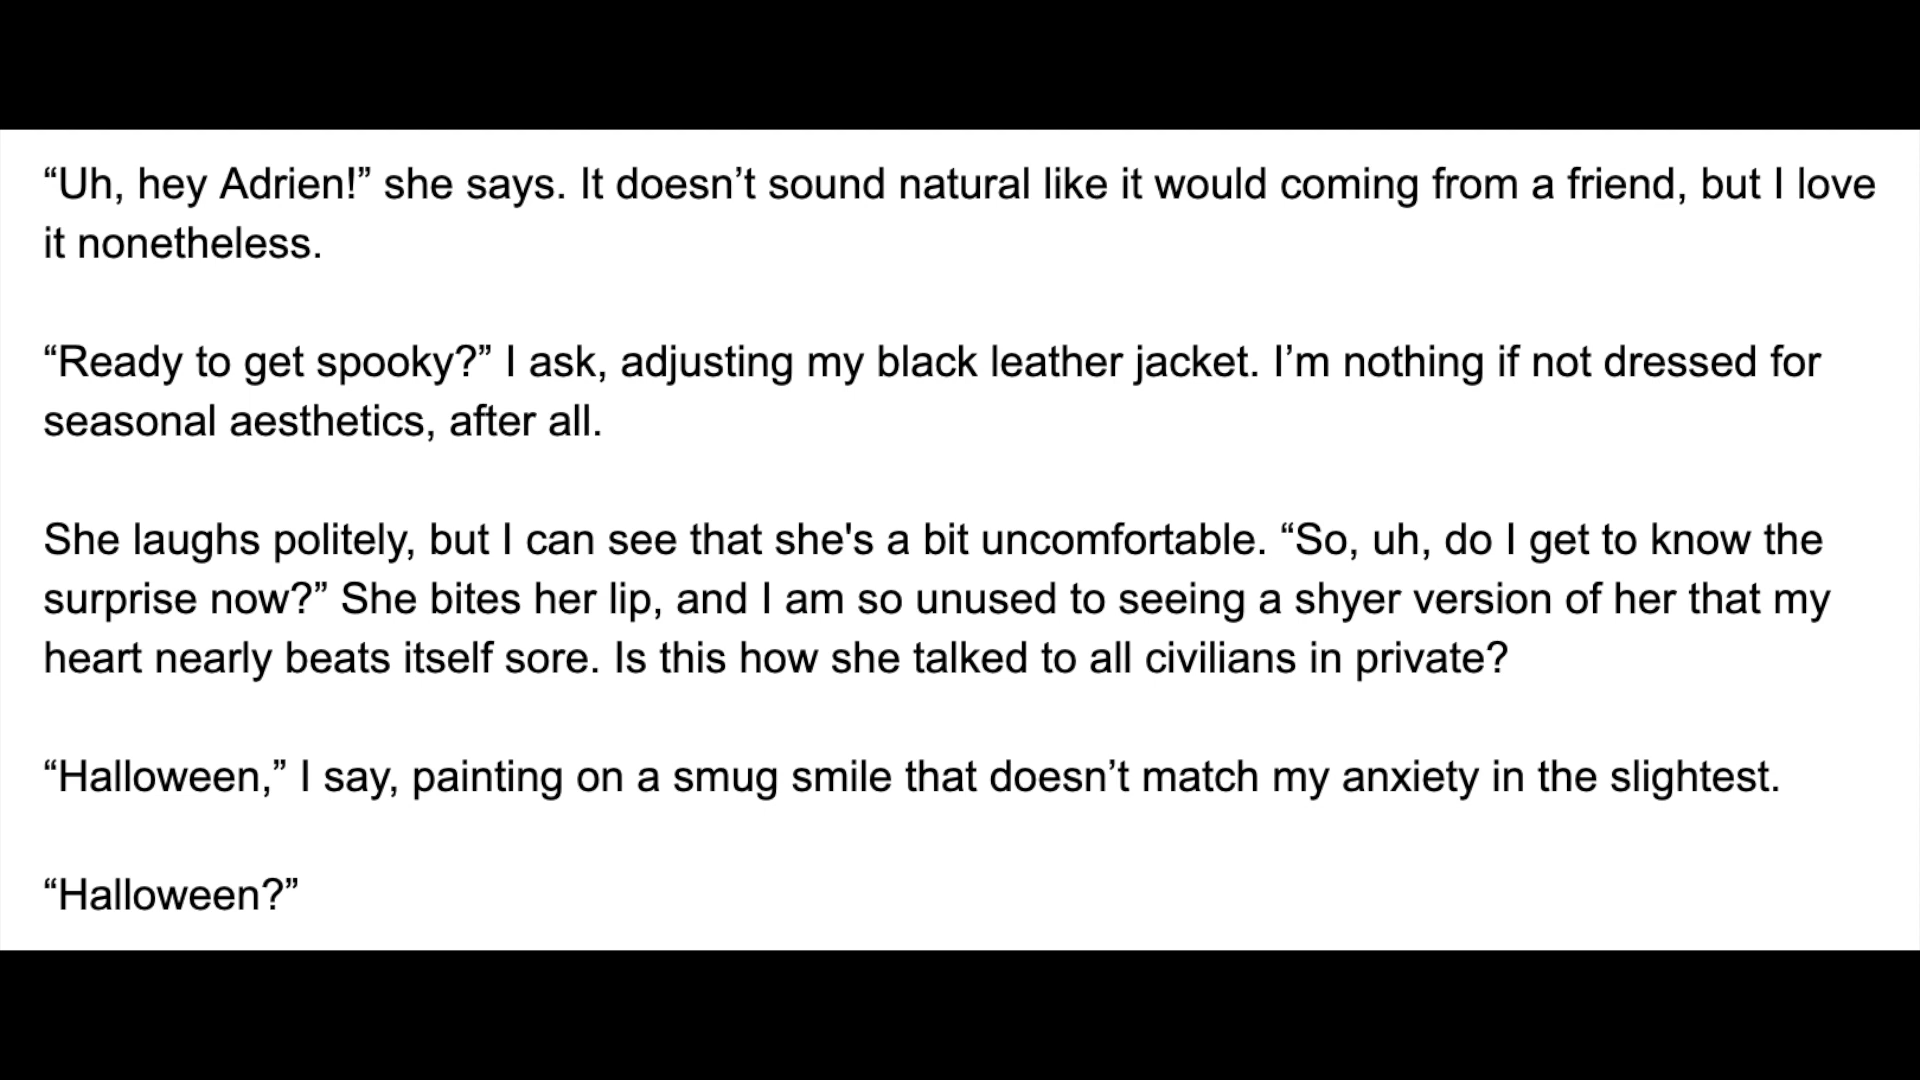 “Uh, hey Adrien!” she says. It doesn’t sound natural like it would coming from a friend, but I love
it nonetheless.
“Ready to get spooky?” I ask, adjusting my black leather jacket. I’m nothing if not dressed for
seasonal aesthetics, after all.
She laughs politely, but I can see that she's a bit uncomfortable. “So, uh, do I get to know the
surprise now?” She bites her lip, and I am so unused to seeing a shyer version of her that my
heart nearly beats itself sore. Is this how she talked to all civilians in private?
“Halloween,” I say, painting on a smug smile that doesn’t match my anxiety in the slightest.
“Halloween?”